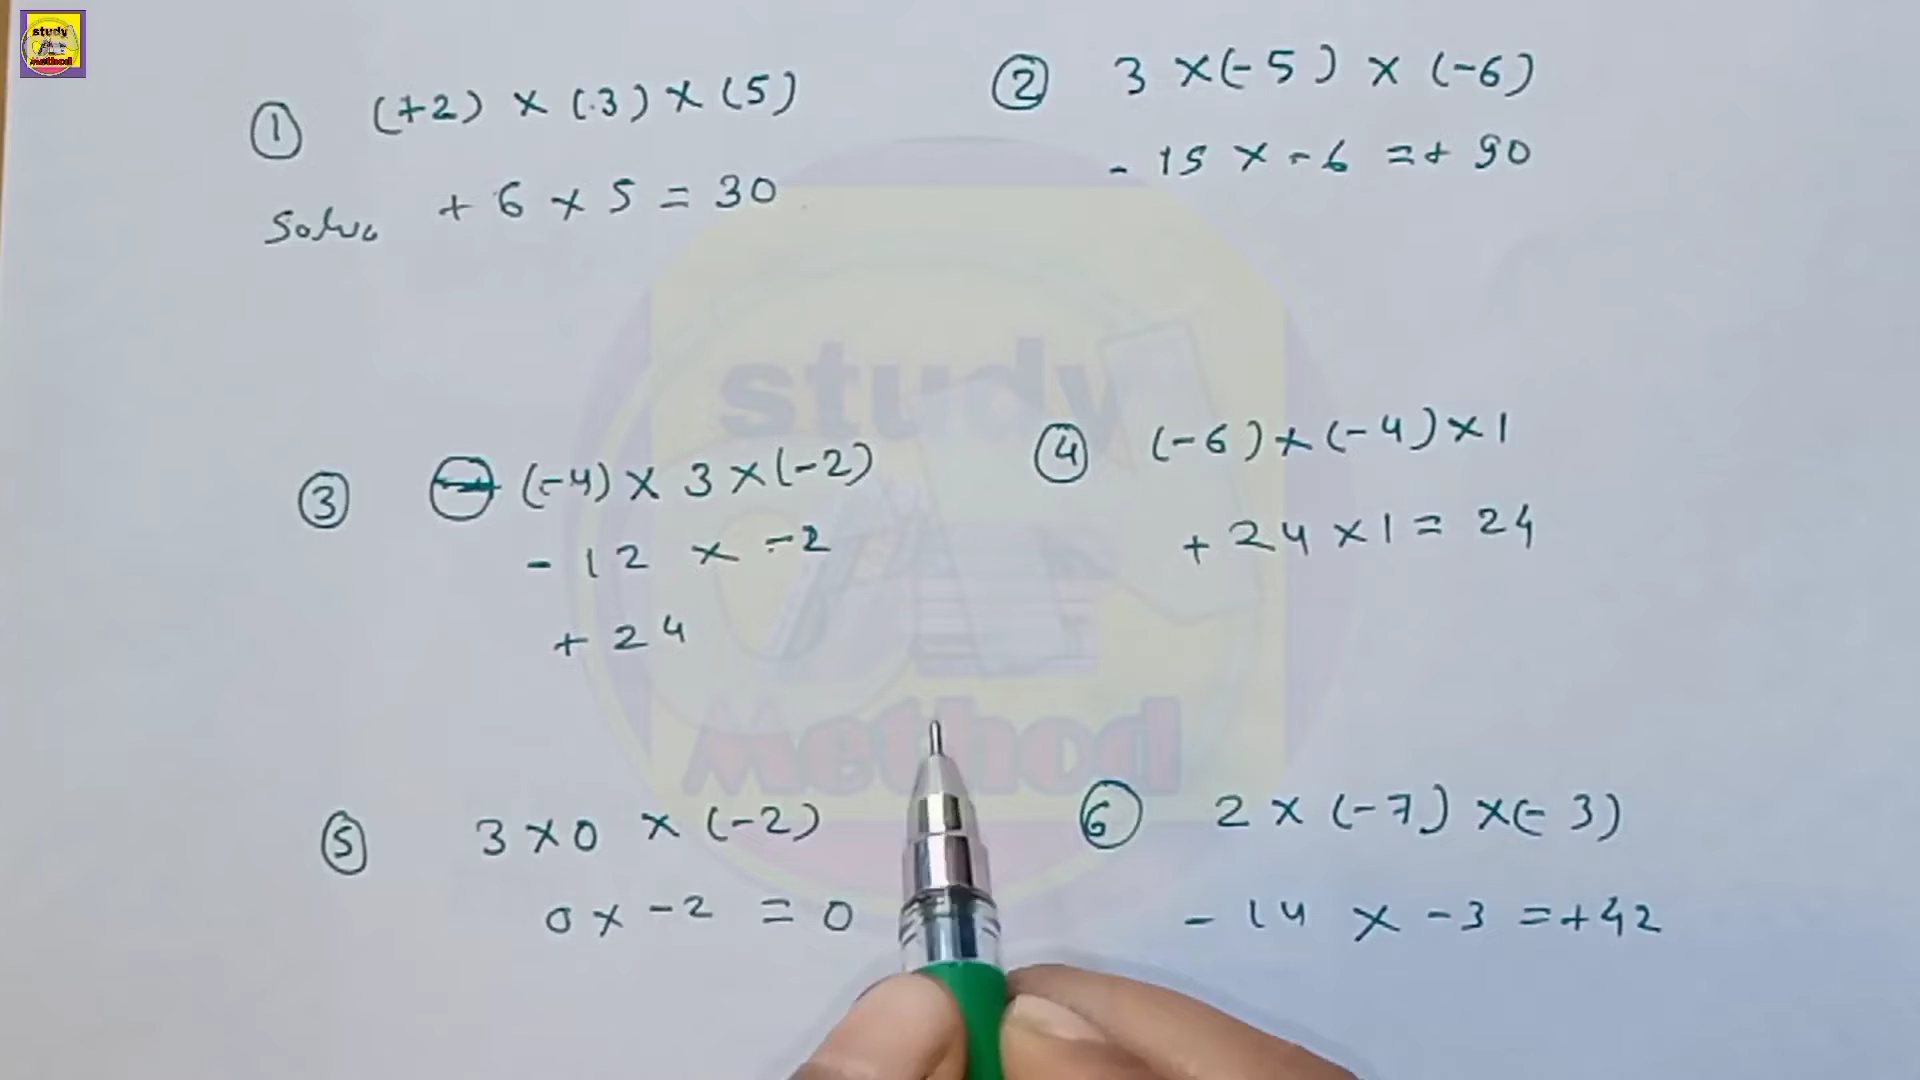 study
Method
① (+2) × (.3) × (5)
+ 6 × 5 = 30
Solve
② 3 ×(-5) × (-6)
- 15 × -6 =+ 90
③ (-4) × 3 ×(-2)
- 12 × -2
+ 24
④ (-6)×(-4)×1
+ 24 ×1 = 24
⑤ 3 ×0 × (-2)
0× -2 = 0
⑥ 2 × (-7) ×(-3)
- 14 × -3 =+42
study
Method